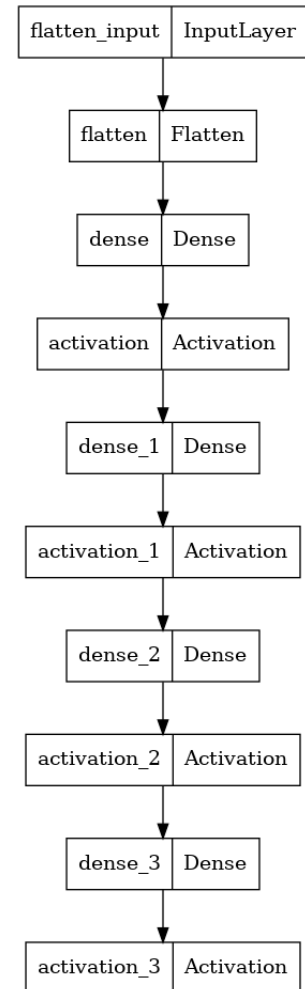 flatten_input InputLayer
flatten Flatten
dense Dense
activation Activation
dense_1 Dense
activation_1 Activation
dense_2 Dense
activation_2 Activation
dense_3 Dense
activation_3 Activation